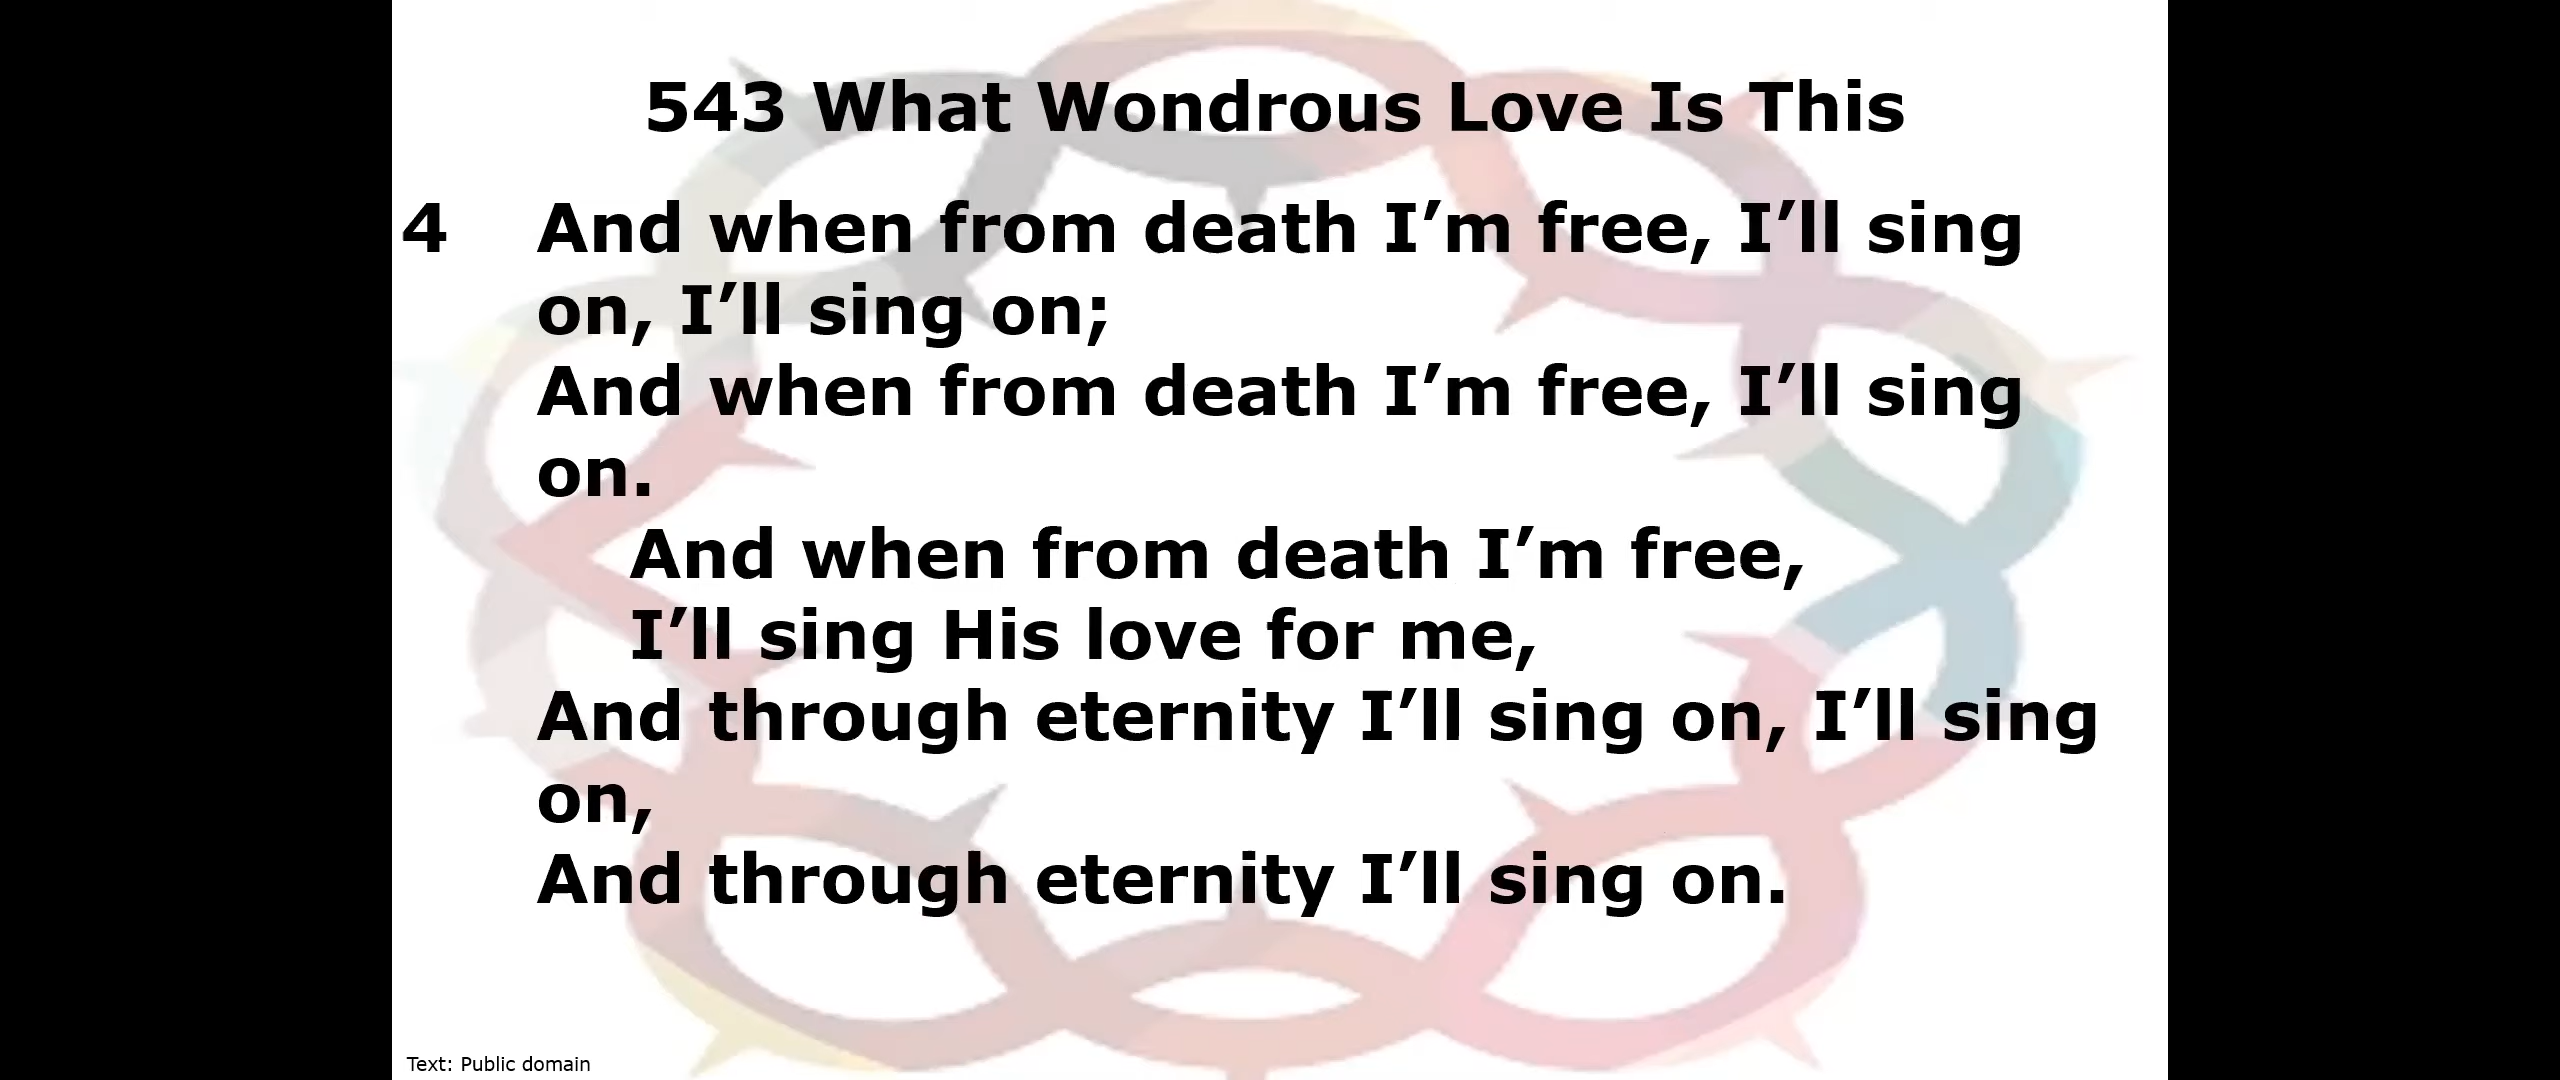 543 What Wondrous Love Is This
4 And when from death I’m free, I’ll sing
on, I’ll sing on;
And when from death I’m free, I’ll sing
on.
And when from death I’m free,
I’ll sing His love for me,
And through eternity I’ll sing on, I’ll sing
on,
And through eternity I’ll sing on.
Text: Public domain